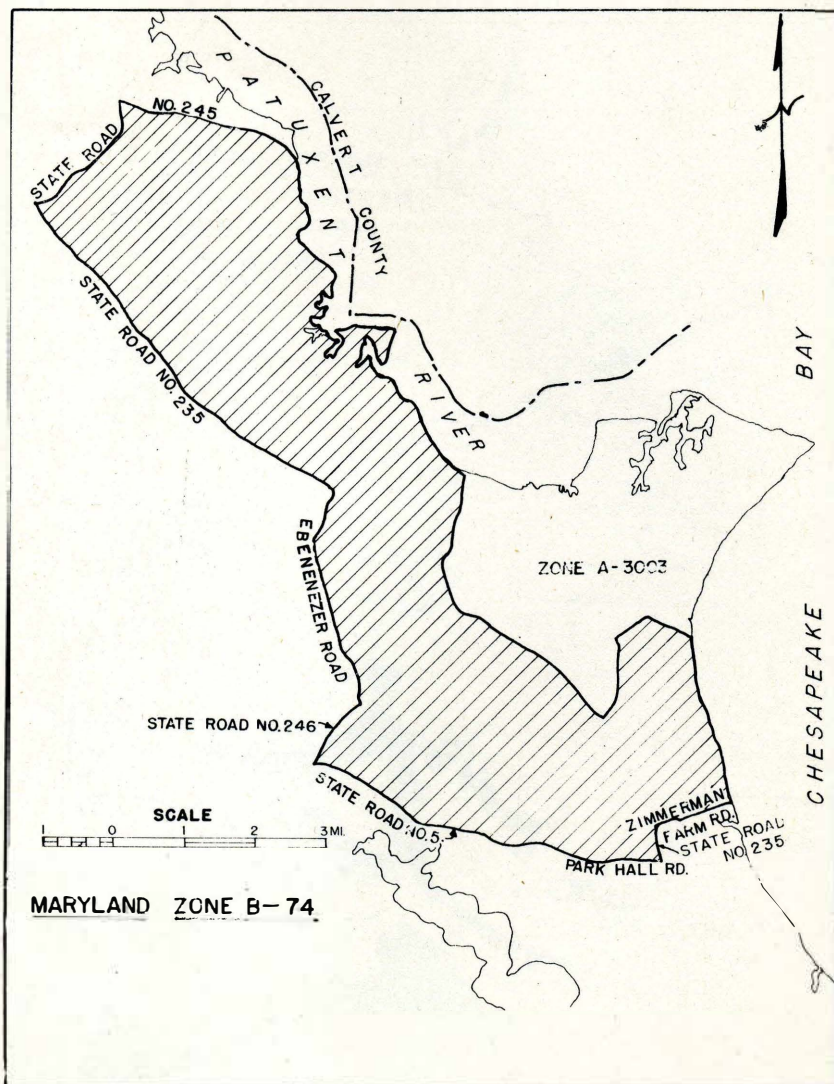 PATUXENT
CALVERT
COUNTY
NO. 245
STATE ROAD
STATE ROAD NO. 235
RIVER
BAY
ZONE A-3003
EBENENEZER ROAD
CHESAPEAKE
STATE ROAD NO. 246
STATE ROAD NO. 5
ZIMMERMAN
FARM RD.
STATE ROAD
NO. 235
PARK HALL RD.
SCALE
1 0 1 2 3 MI.
MARYLAND ZONE B-74